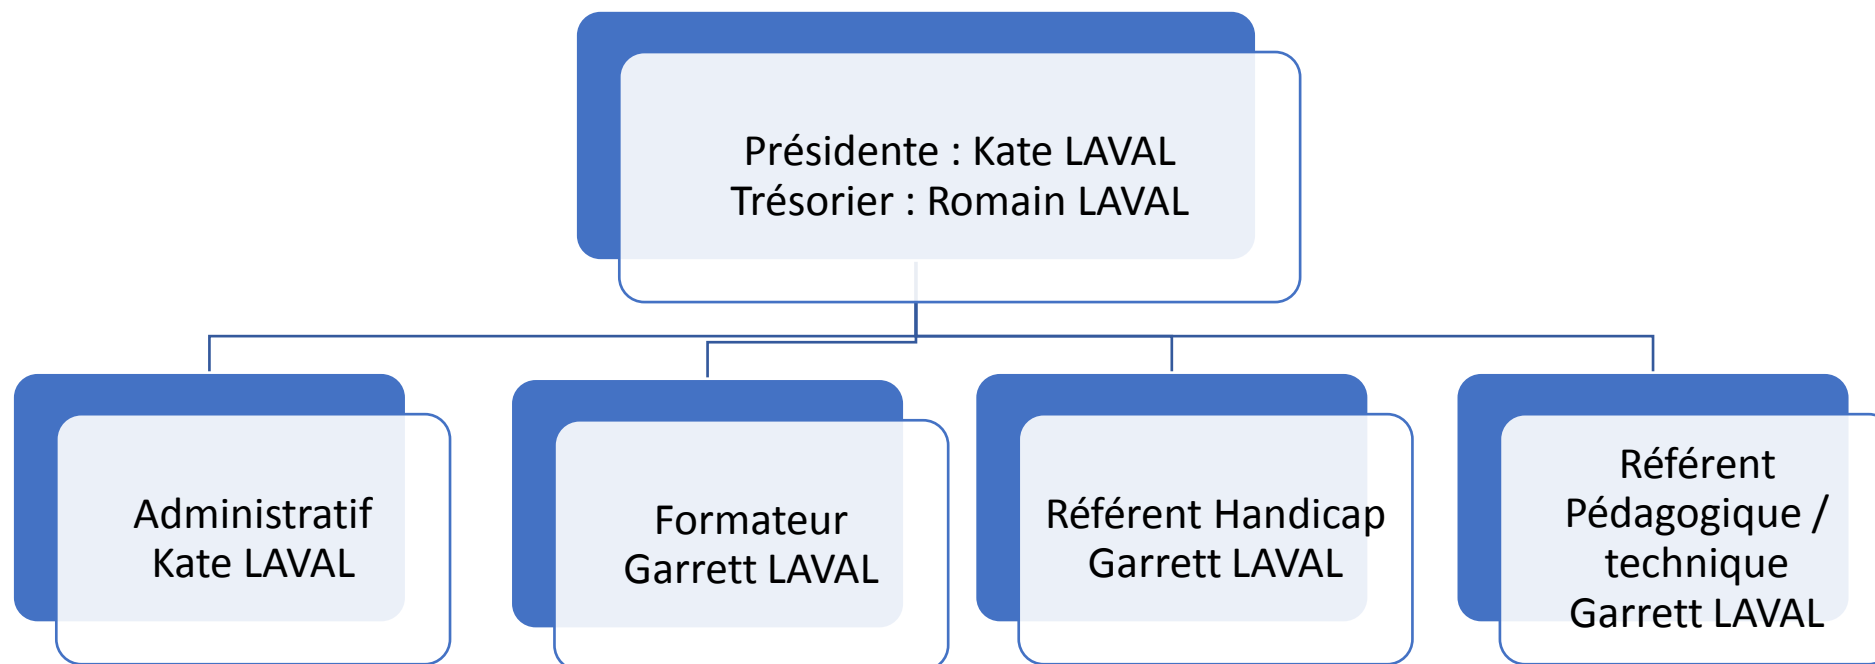 Présidente : Kate LAVAL
Trésorier : Romain LAVAL
Administratif
Kate LAVAL
Formateur
Garrett LAVAL
Référent Handicap
Garrett LAVAL
Référent
Pédagogique /
technique
Garrett LAVAL